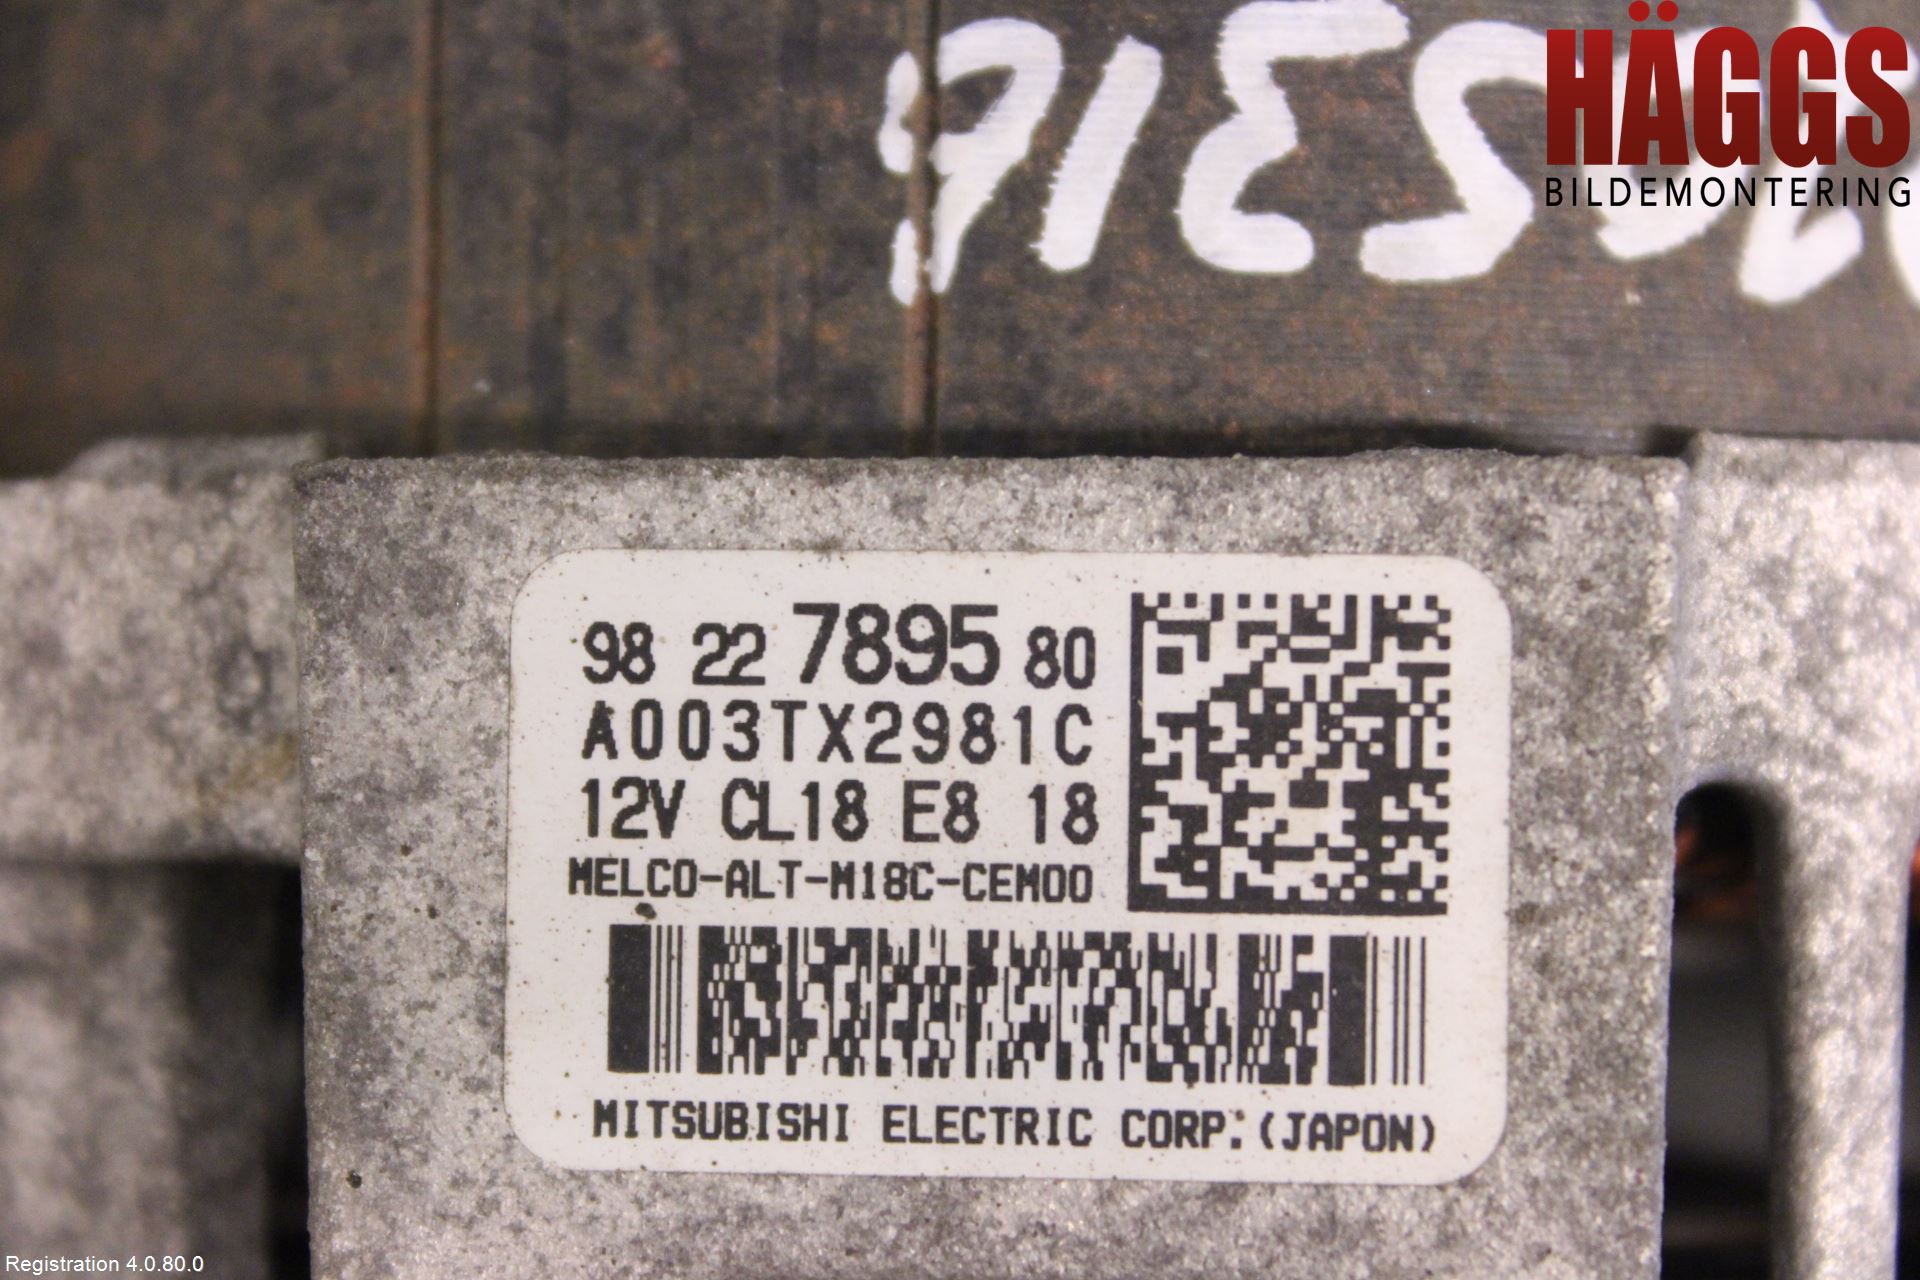 HÄGGS
BILDEMONTERING
98 22 7895 80
A003TX2981C
12V CL18 E8 18
MELCO-ALT-M18C-CEM00
MITSUBISHI ELECTRIC CORP.(JAPON)
Registration 4.0.80.0